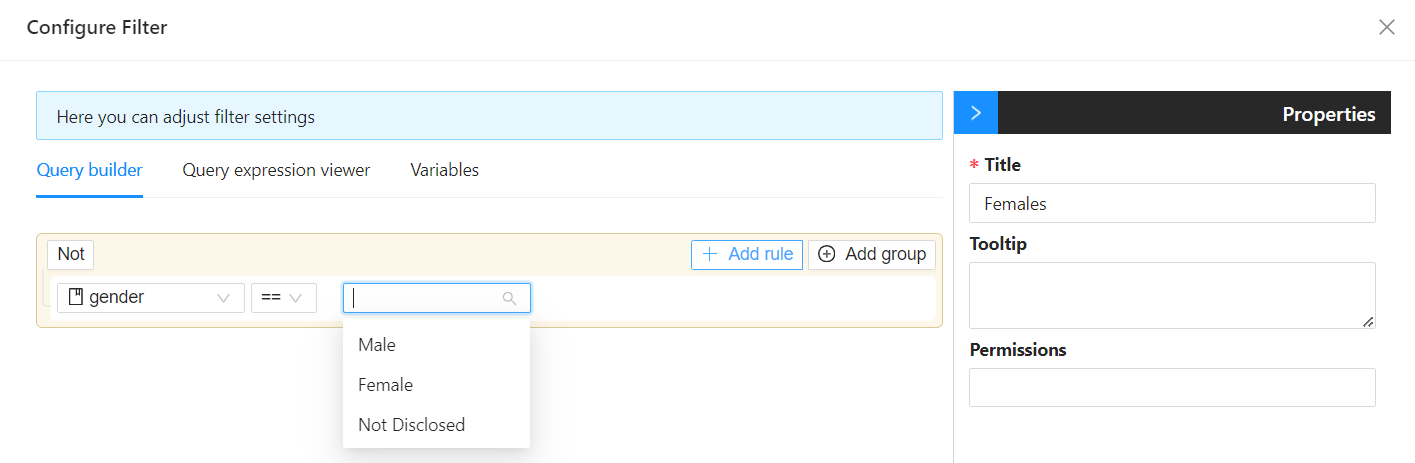 Configure Filter
Here you can adjust filter settings
Query builder Query expression viewer Variables
Not Add rule Add group
gender ==
Male
Female
Not Disclosed
Properties
* Title
Females
Tooltip
Permissions